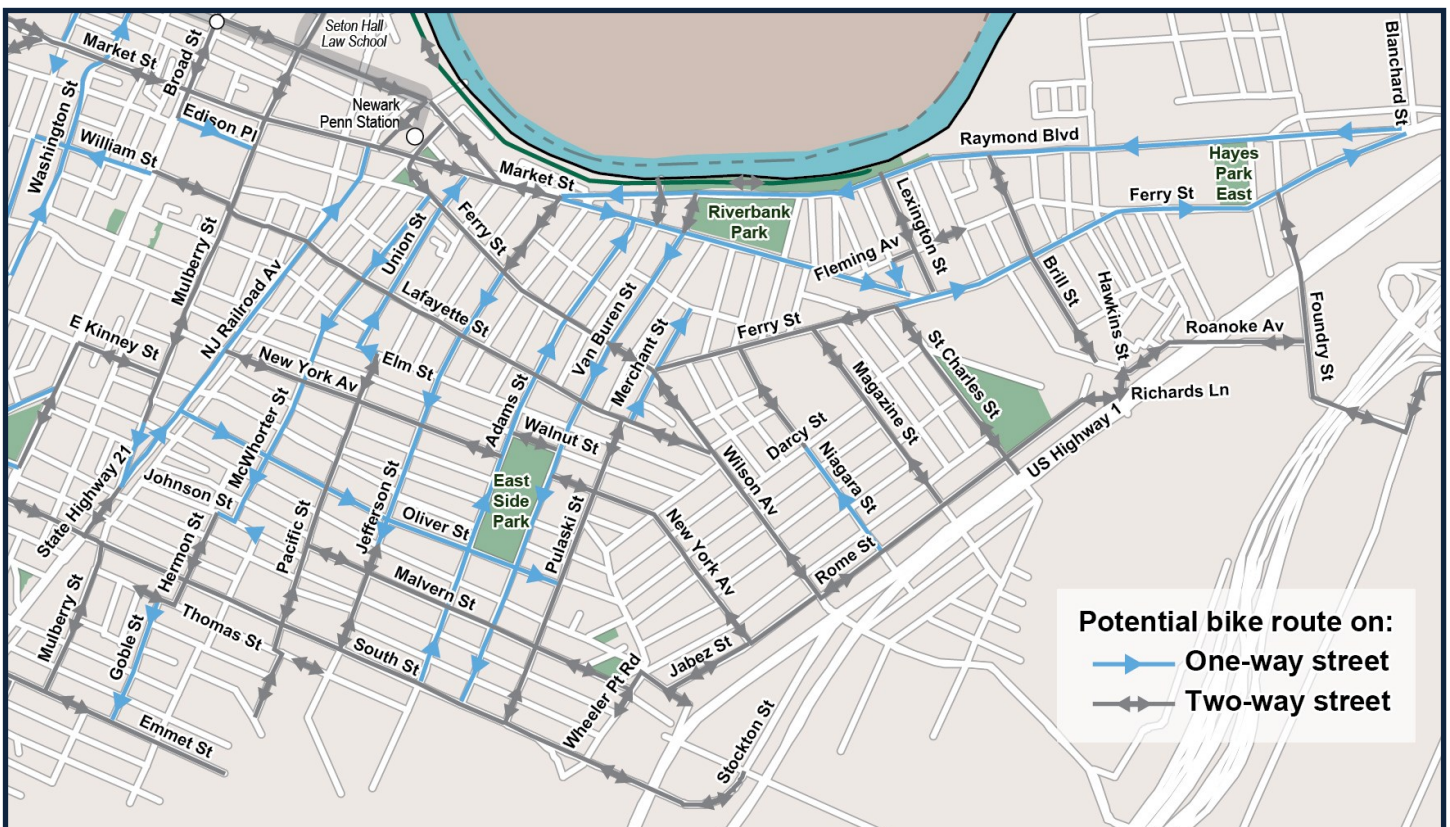 Seton Hall
Law School
Market St
Broad St
Blanchard St
Washington St
Newark
Penn Station
Edison Pl
William St
Market St
Raymond Blvd
Hayes
Park
East
Ferry St
Lexington St
Riverbank
Park
Union St
Ferry St
Mulberry St
Fleming Av
Brill St
Hawkins St
NJ Railroad Av
Lafayette St
Van Buren St
Foundry St
E Kinney St
Merchant St
Ferry St
Roanoke Av
New York Av
Elm St
St Charles St
Richards Ln
McWhorter St
Adams St
Walnut St
Magazine St
Darcy St
US Highway 1
State Highway 21
Johnson St
Pacific St
Jefferson St
Oliver St
East
Side
Park
Pulaski St
Wilson Av
Niagara St
Hermon St
New York Av
Rome St
Mulberry St
Malvern St
Goble St
Thomas St
South St
Jabez St
Wheeler Pt Rd
Emmet St
Stockton St
Potential bike route on:
One-way street
Two-way street